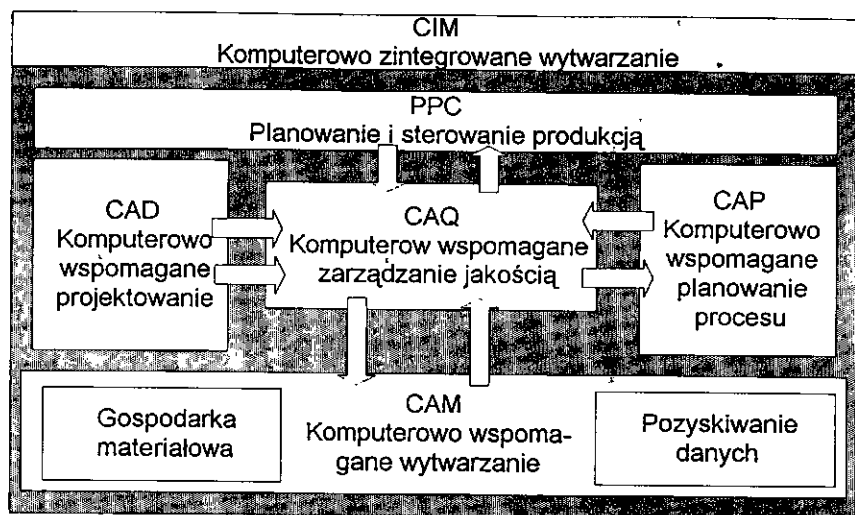 CIM
Komputerowo zintegrowane wytwarzanie
PPC
Planowanie i sterowanie produkcją
CAD
Komputerowo
wspomagane
projektowanie
CAQ
Komputerow wspomagane
zarządzanie jakością
CAP
Komputerowo
wspomagane
planowanie
procesu
Gospodarka
materiałowa
CAM
Komputerowo wspoma-
gane wytwarzanie
Pozyskiwanie
danych